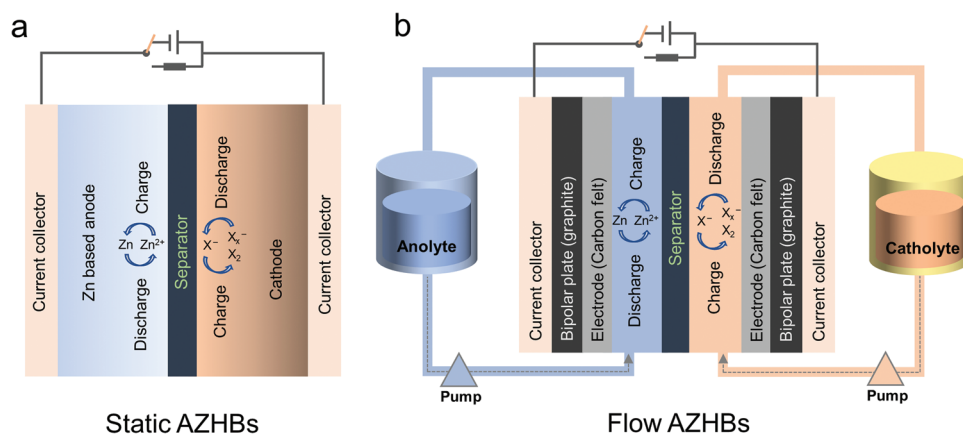 a
Current collector
Zn based anode
Charge
Zn Zn²⁺
Discharge
Separator
Discharge
X⁻ Xₓ⁻
X₂
Charge
Cathode
Current collector
Static AZHBs
b
Anolyte
Pump
Current collector
Bipolar plate (graphite)
Electrode (Carbon felt)
Charge
Zn Zn²⁺
Discharge
Separator
Discharge
X⁻ Xₓ⁻
X₂
Charge
Electrode (Carbon felt)
Bipolar plate (graphite)
Current collector
Catholyte
Pump
Flow AZHBs